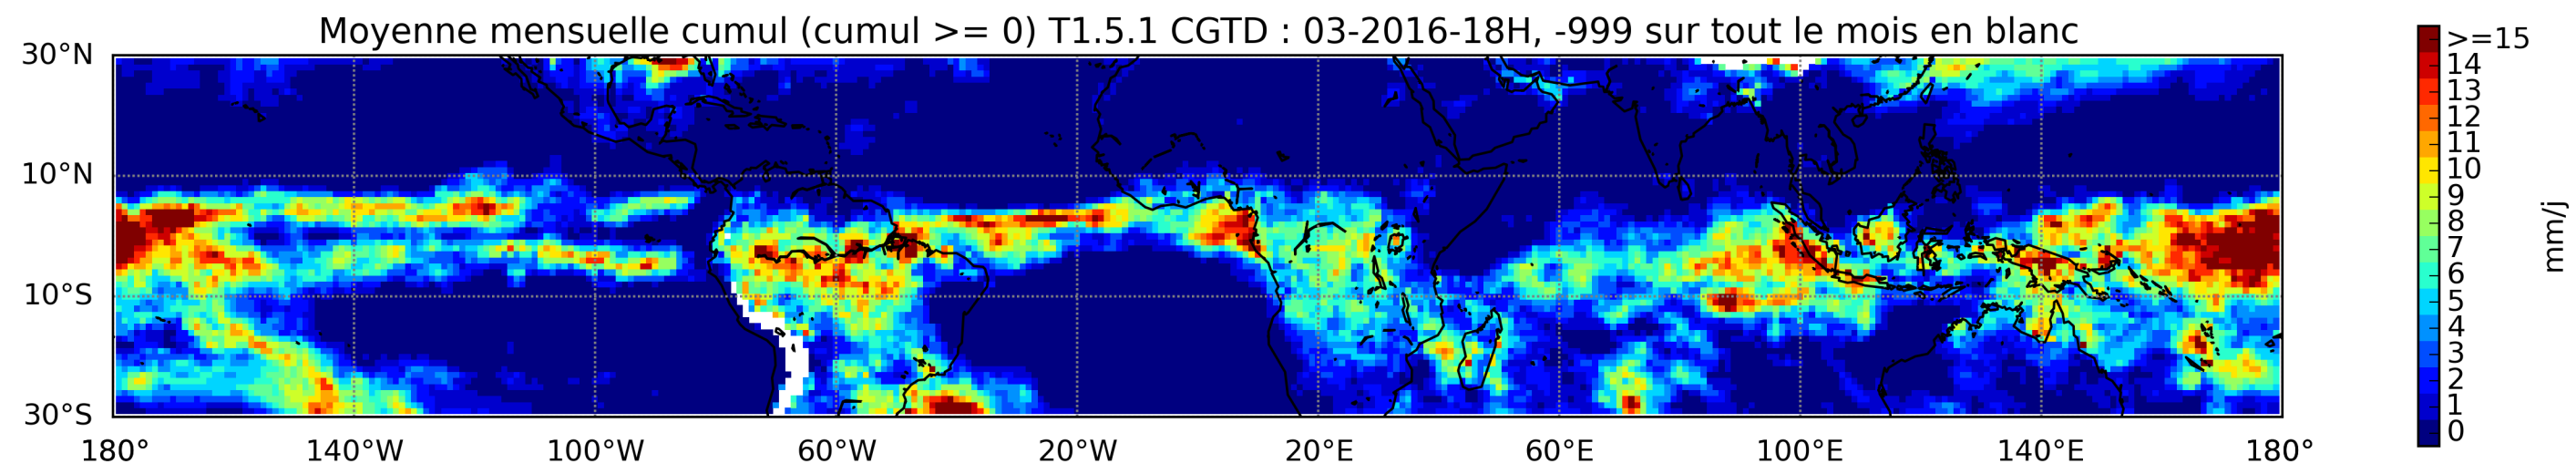 Moyenne mensuelle cumul (cumul >= 0) T1.5.1 CGTD : 03-2016-18H, -999 sur tout le mois en blanc
30°N
10°N
10°S
30°S
180°
140°W
100°W
60°W
20°W
20°E
60°E
100°E
140°E
180°
>=15
14
13
12
11
10
9
8
7
6
5
4
3
2
1
0
mm/j